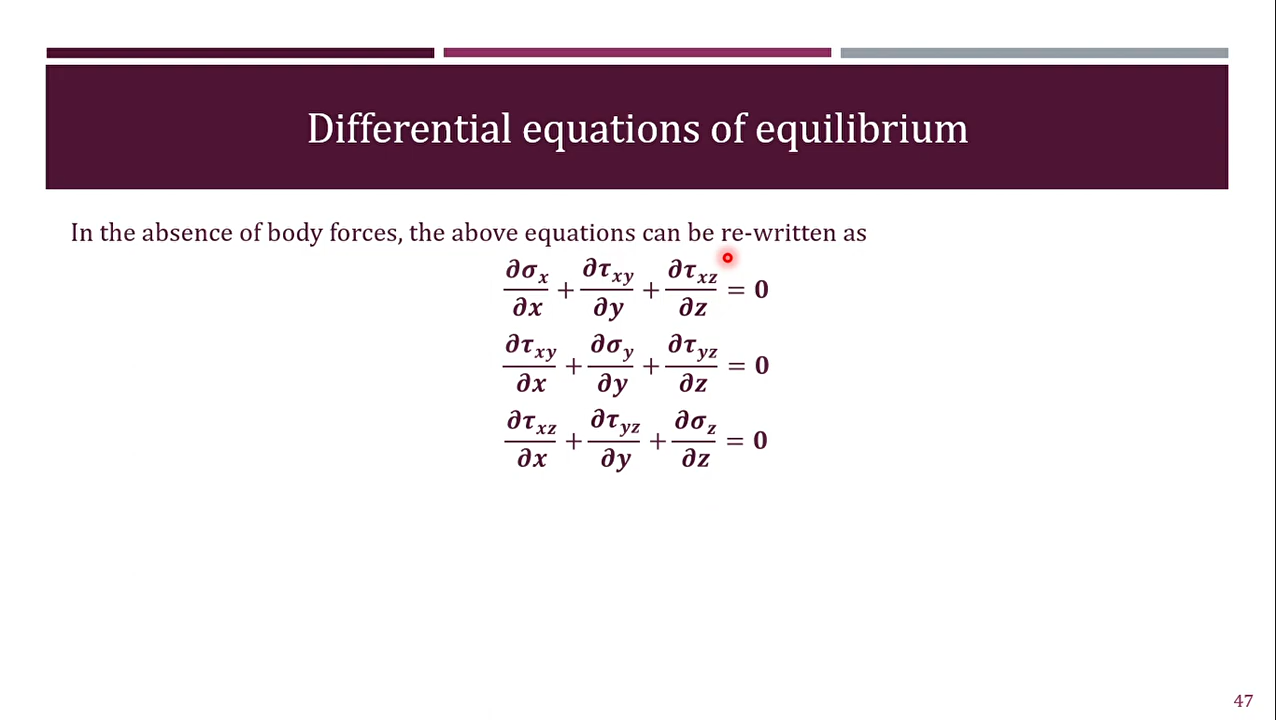 Differential equations of equilibrium
In the absence of body forces, the above equations can be re-written as
∂σₓ/∂x + ∂τ_xy/∂y + ∂τ_xz/∂z = 0
∂τ_xy/∂x + ∂σ_y/∂y + ∂τ_yz/∂z = 0
∂τ_xz/∂x + ∂τ_yz/∂y + ∂σ_z/∂z = 0
47